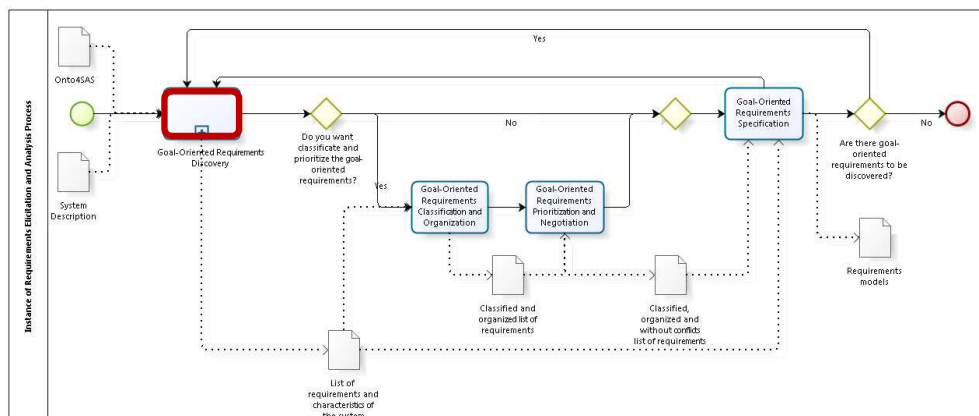 Instance of Requirements Elicitation and Analysis Process
Onto4SAS
System
Description
Goal-Oriented Requirements
Discovery
Do you want
classificate and
prioritize the goal-
oriented
requirements?
Yes
No
Yes
Goal-Oriented
Requirements
Classification and
Organization
Goal-Oriented
Requirements
Prioritization and
Negotiation
Goal-Oriented
Requirements
Specification
Are there goal-
oriented
requirements to be
discovered?
No
Requirements
models
Classified and
organized list of
requirements
Classified,
organized and
without conflicts
list of requirements
List of
requirements and
characteristics of
the system